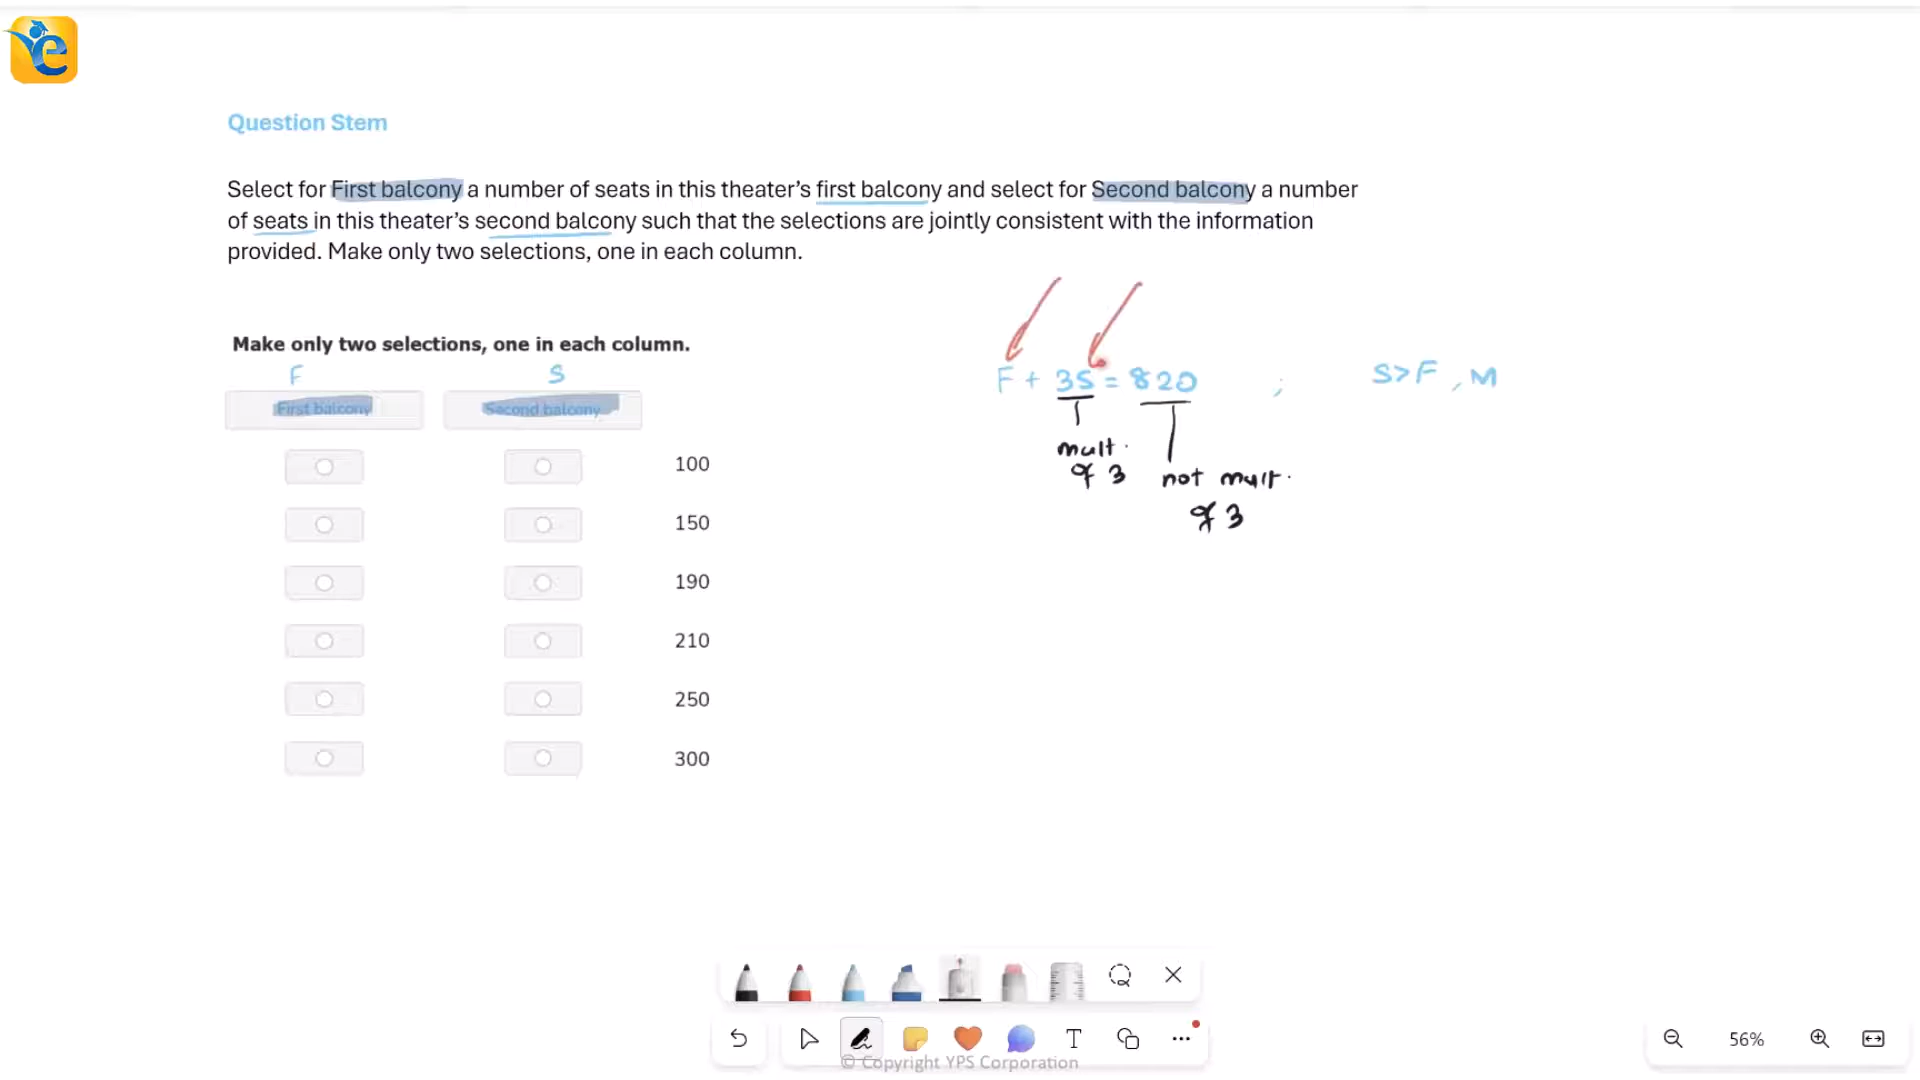 Question Stem
Select for First balcony a number of seats in this theater's first balcony and select for Second balcony a number
of seats in this theater's second balcony such that the selections are jointly consistent with the information
provided. Make only two selections, one in each column.
Make only two selections, one in each column.
F S
First balcony Second balcony
F + 3S = 820 ; S > F , M
mult. of 3
not mult. of 3
100
150
190
210
250
300
56%
© Copyright YPS Corporation